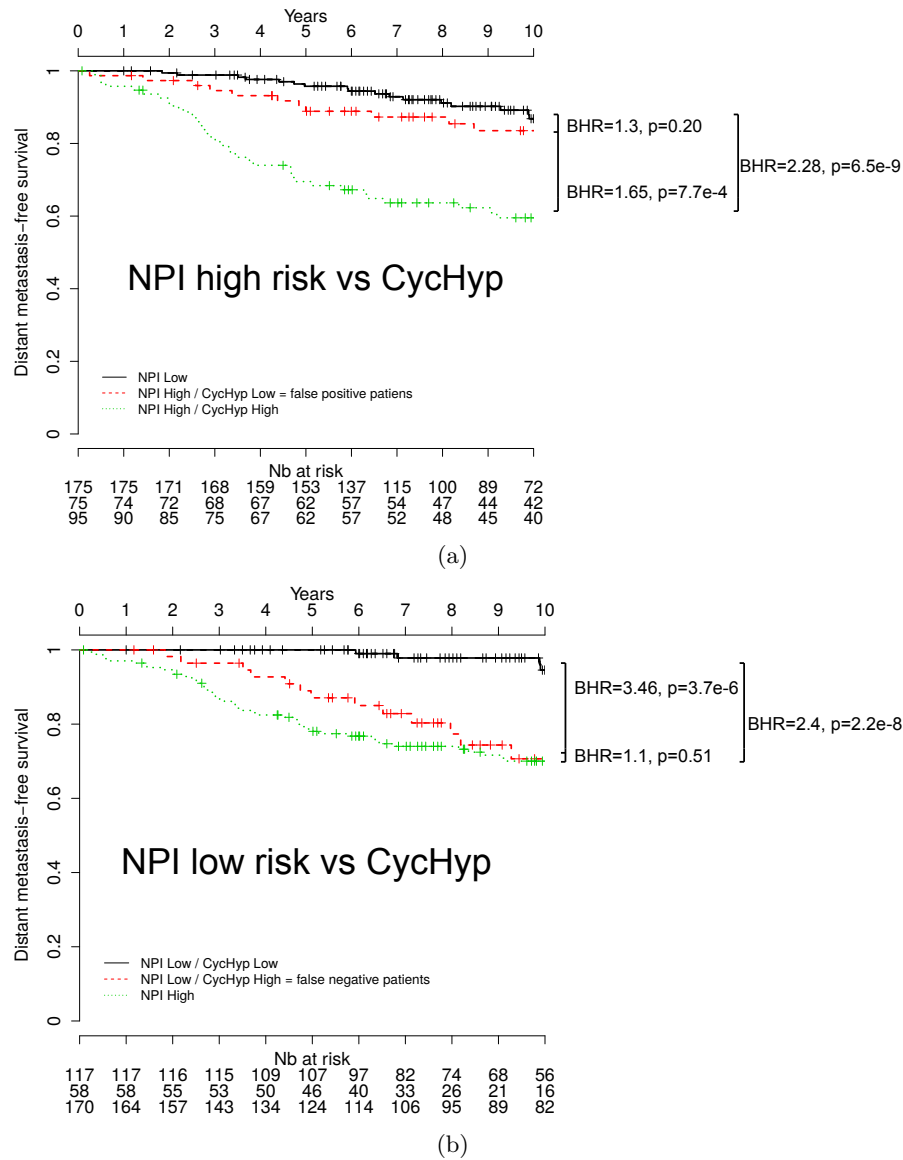 Years
0 1 2 3 4 5 6 7 8 9 10
Distant metastasis-free survival
1
0.8
0.6
0.4
0.2
0
BHR=1.3, p=0.20
BHR=2.28, p=6.5e-9
BHR=1.65, p=7.7e-4
NPI high risk vs CycHyp
NPI Low
NPI High / CycHyp Low = false positive patiens
NPI High / CycHyp High
Nb at risk
175 175 171 168 159 153 137 115 100 89 72
75 74 72 68 67 62 57 54 47 44 42
95 90 85 75 67 62 57 52 48 45 40
(a)
Years
0 1 2 3 4 5 6 7 8 9 10
Distant metastasis-free survival
1
0.8
0.6
0.4
0.2
0
BHR=3.46, p=3.7e-6
BHR=2.4, p=2.2e-8
BHR=1.1, p=0.51
NPI low risk vs CycHyp
NPI Low / CycHyp Low
NPI Low / CycHyp High = false negative patients
NPI High
Nb at risk
117 117 116 115 109 107 97 82 74 68 56
58 58 55 53 50 46 40 33 26 21 16
170 164 157 143 134 124 114 106 95 89 82
(b)